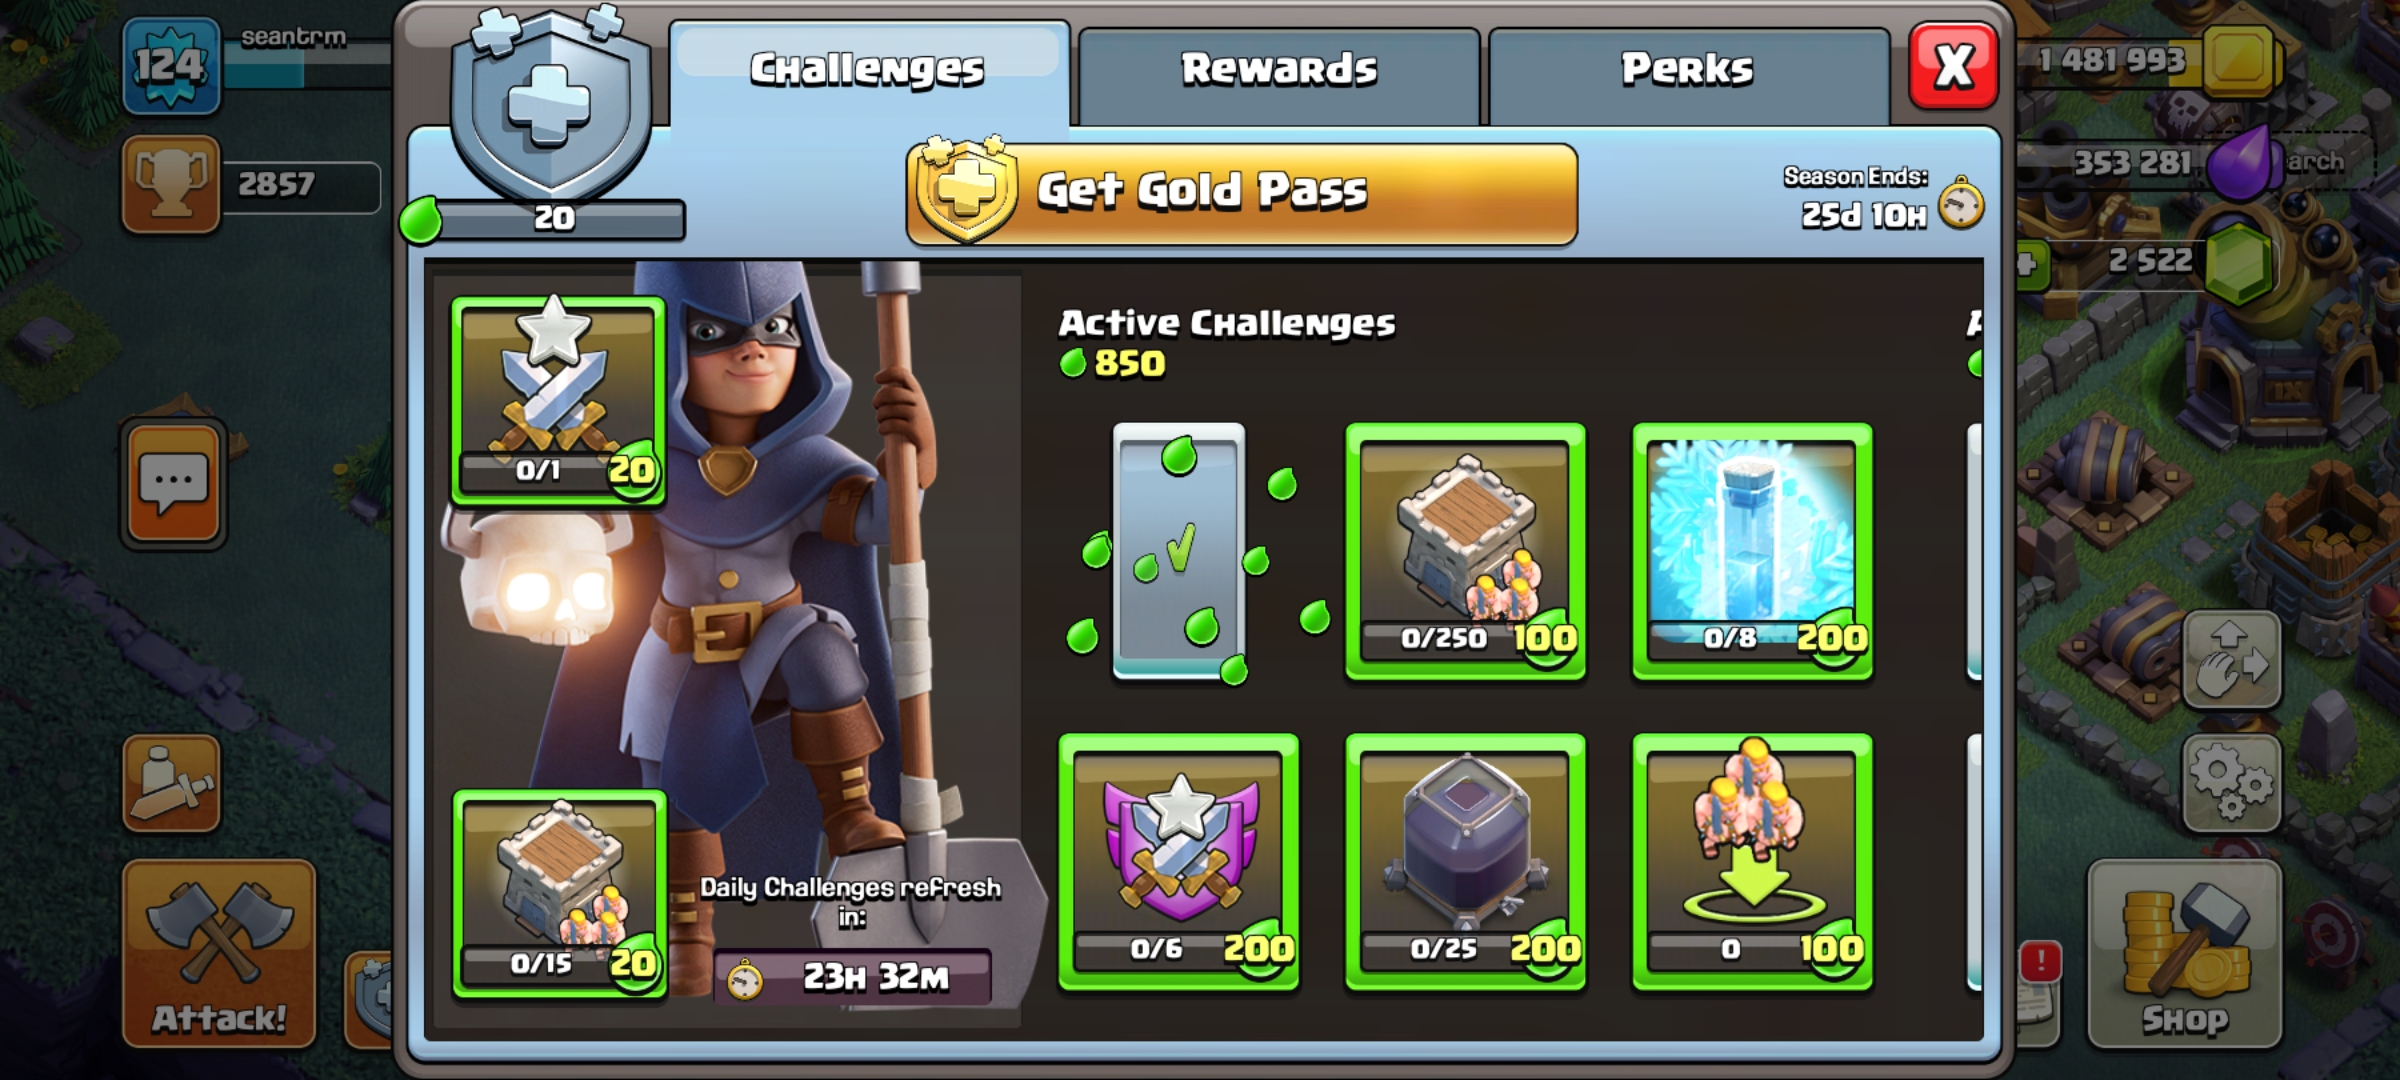 124
seantrm
2857
Challenges
Rewards
Perks
X
1 481 993
353 281
arch
2 522
20
Get Gold Pass
Season Ends:
25d 10H
Active Challenges
850
0/1
20
0/250
100
0/8
200
0/15
20
Daily Challenges refresh
in:
23H 32M
0/6
200
0/25
200
0
100
Attack!
!
Shop
IX